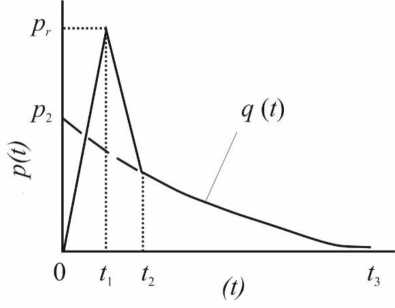 p_r
p_2
q (t)
p(t)
0 t_1 t_2 (t) t_3